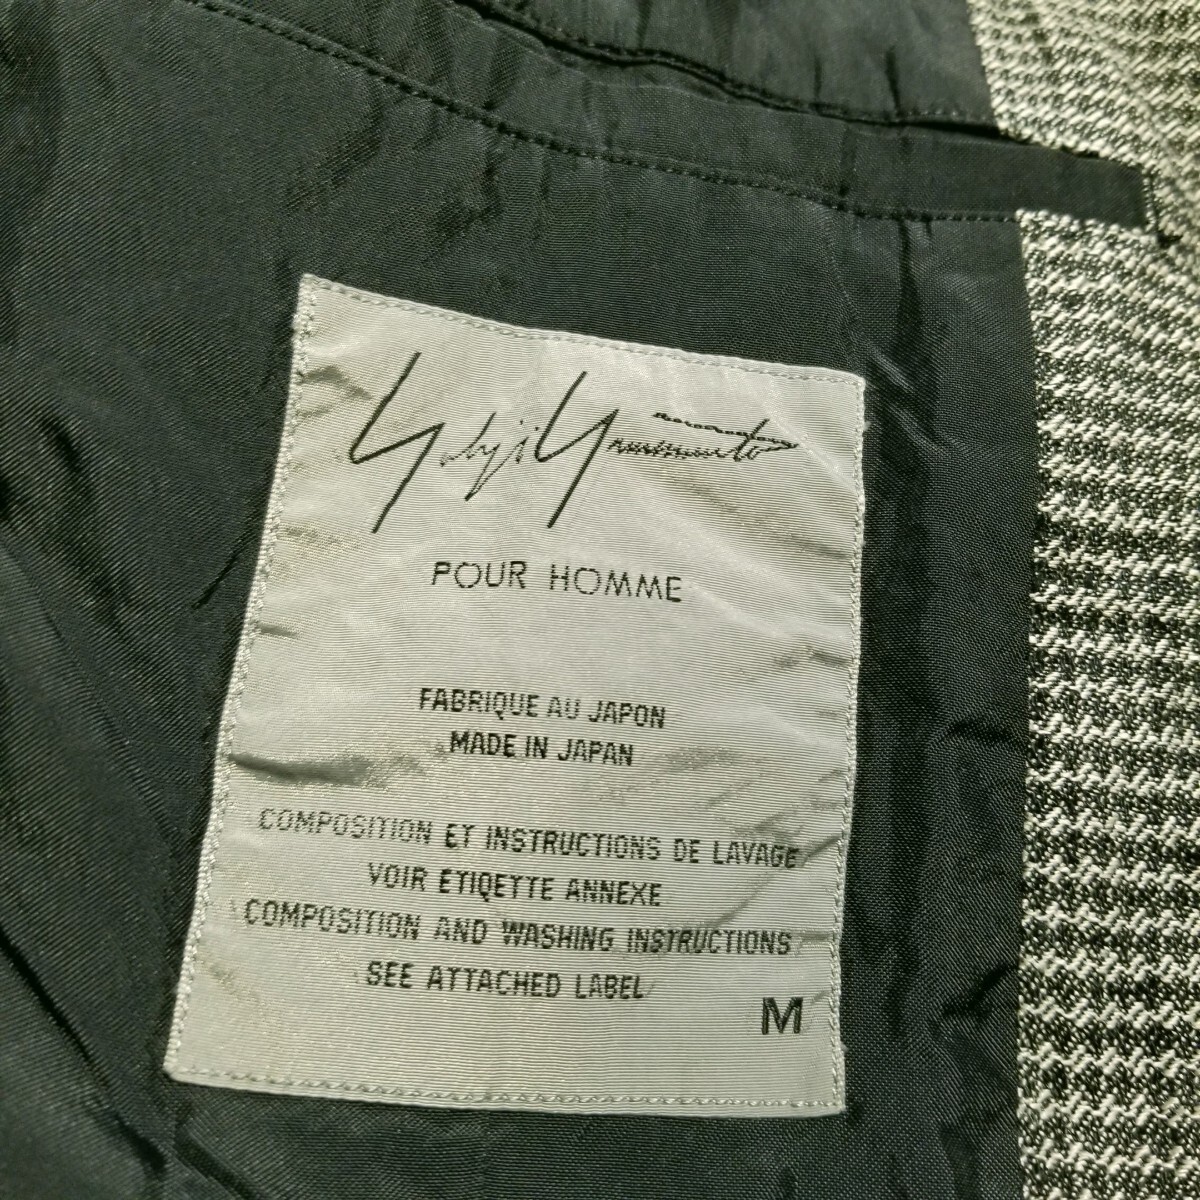 Yohji Yamamoto
POUR HOMME
FABRIQUE AU JAPON
MADE IN JAPAN
COMPOSITION ET INSTRUCTIONS DE LAVAGE
VOIR ETIQETTE ANNEXE
COMPOSITION AND WASHING INSTRUCTIONS
SEE ATTACHED LABEL
M